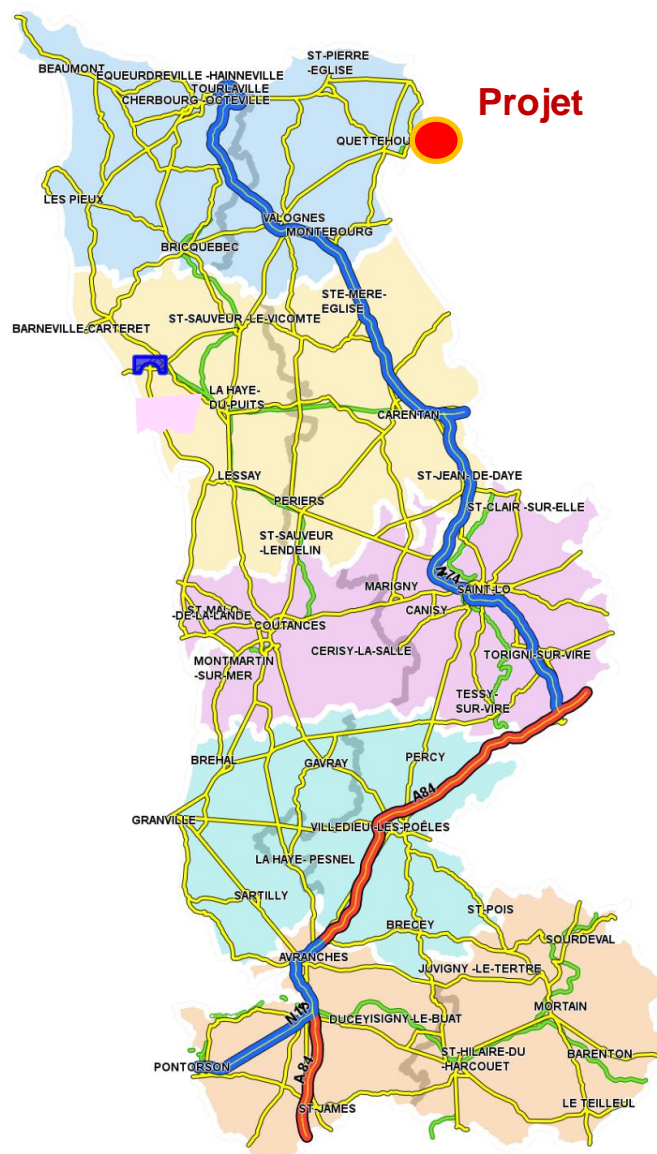 ST-PIERRE
-EGLISE
BEAUMONT
EQUEURDREVILLE -HAINNEVILLE
TOURLAVILLE
CHERBOURG -OCTEVILLE
Projet
QUETTEHOU
LES PIEUX
VALOGNES
MONTEBOURG
BRICQUEBEC
STE-MERE-
EGLISE
ST-SAUVEUR -LE-VICOMTE
BARNEVILLE-CARTERET
LA HAYE-
DU-PUITS
CARENTAN
LESSAY
ST-JEAN- DE-DAYE
PERIERS
ST-CLAIR -SUR-ELLE
ST-SAUVEUR
-LENDELIN
N174
MARIGNY
SAINT-LO
CANISY
ST-MALO
-DE-LA-LANDE
COUTANCES
CERISY-LA-SALLE
TORIGNI-SUR-VIRE
MONTMARTIN
-SUR-MER
TESSY-
SUR-VIRE
BREHAL
GAVRAY
PERCY
A84
GRANVILLE
VILLEDIEU -LES-POÊLES
LA HAYE- PESNEL
SARTILLY
ST-POIS
BRECEY
SOURDEVAL
AVRANCHES
JUVIGNY -LE-TERTRE
MORTAIN
DUCEY
ISIGNY-LE-BUAT
PONTORSON
A 84
ST-HILAIRE-DU
-HARCOUET
BARENTON
ST-JAMES
LE TEILLEUL